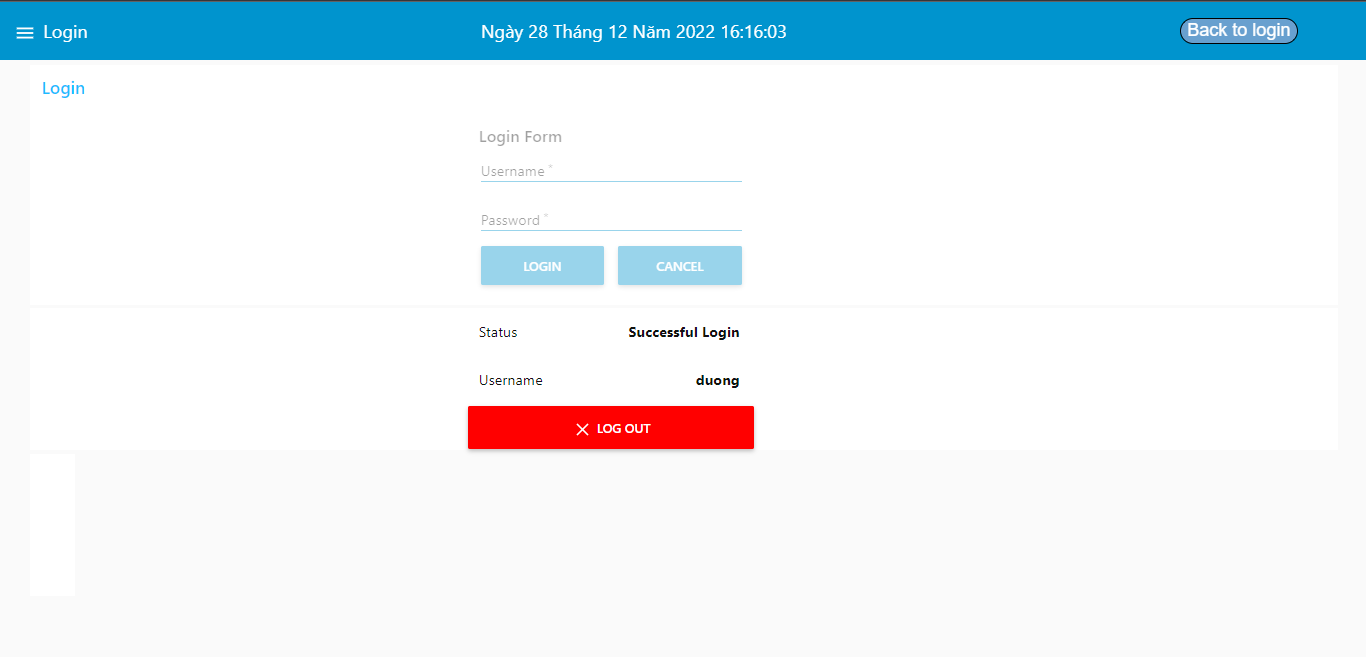 Login
Ngày 28 Tháng 12 Năm 2022 16:16:03
Back to login
Login
Login Form
Username *
Password *
LOGIN CANCEL
Status Successful Login
Username duong
LOG OUT